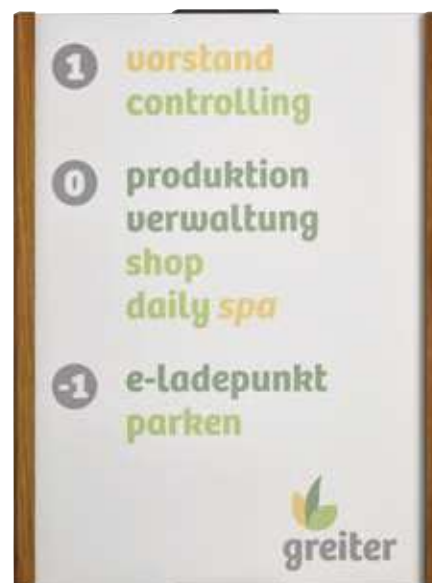 1 vorstand
controlling
0 produktion
verwaltung
shop
daily spa
-1 e-ladepunkt
parken
greiter